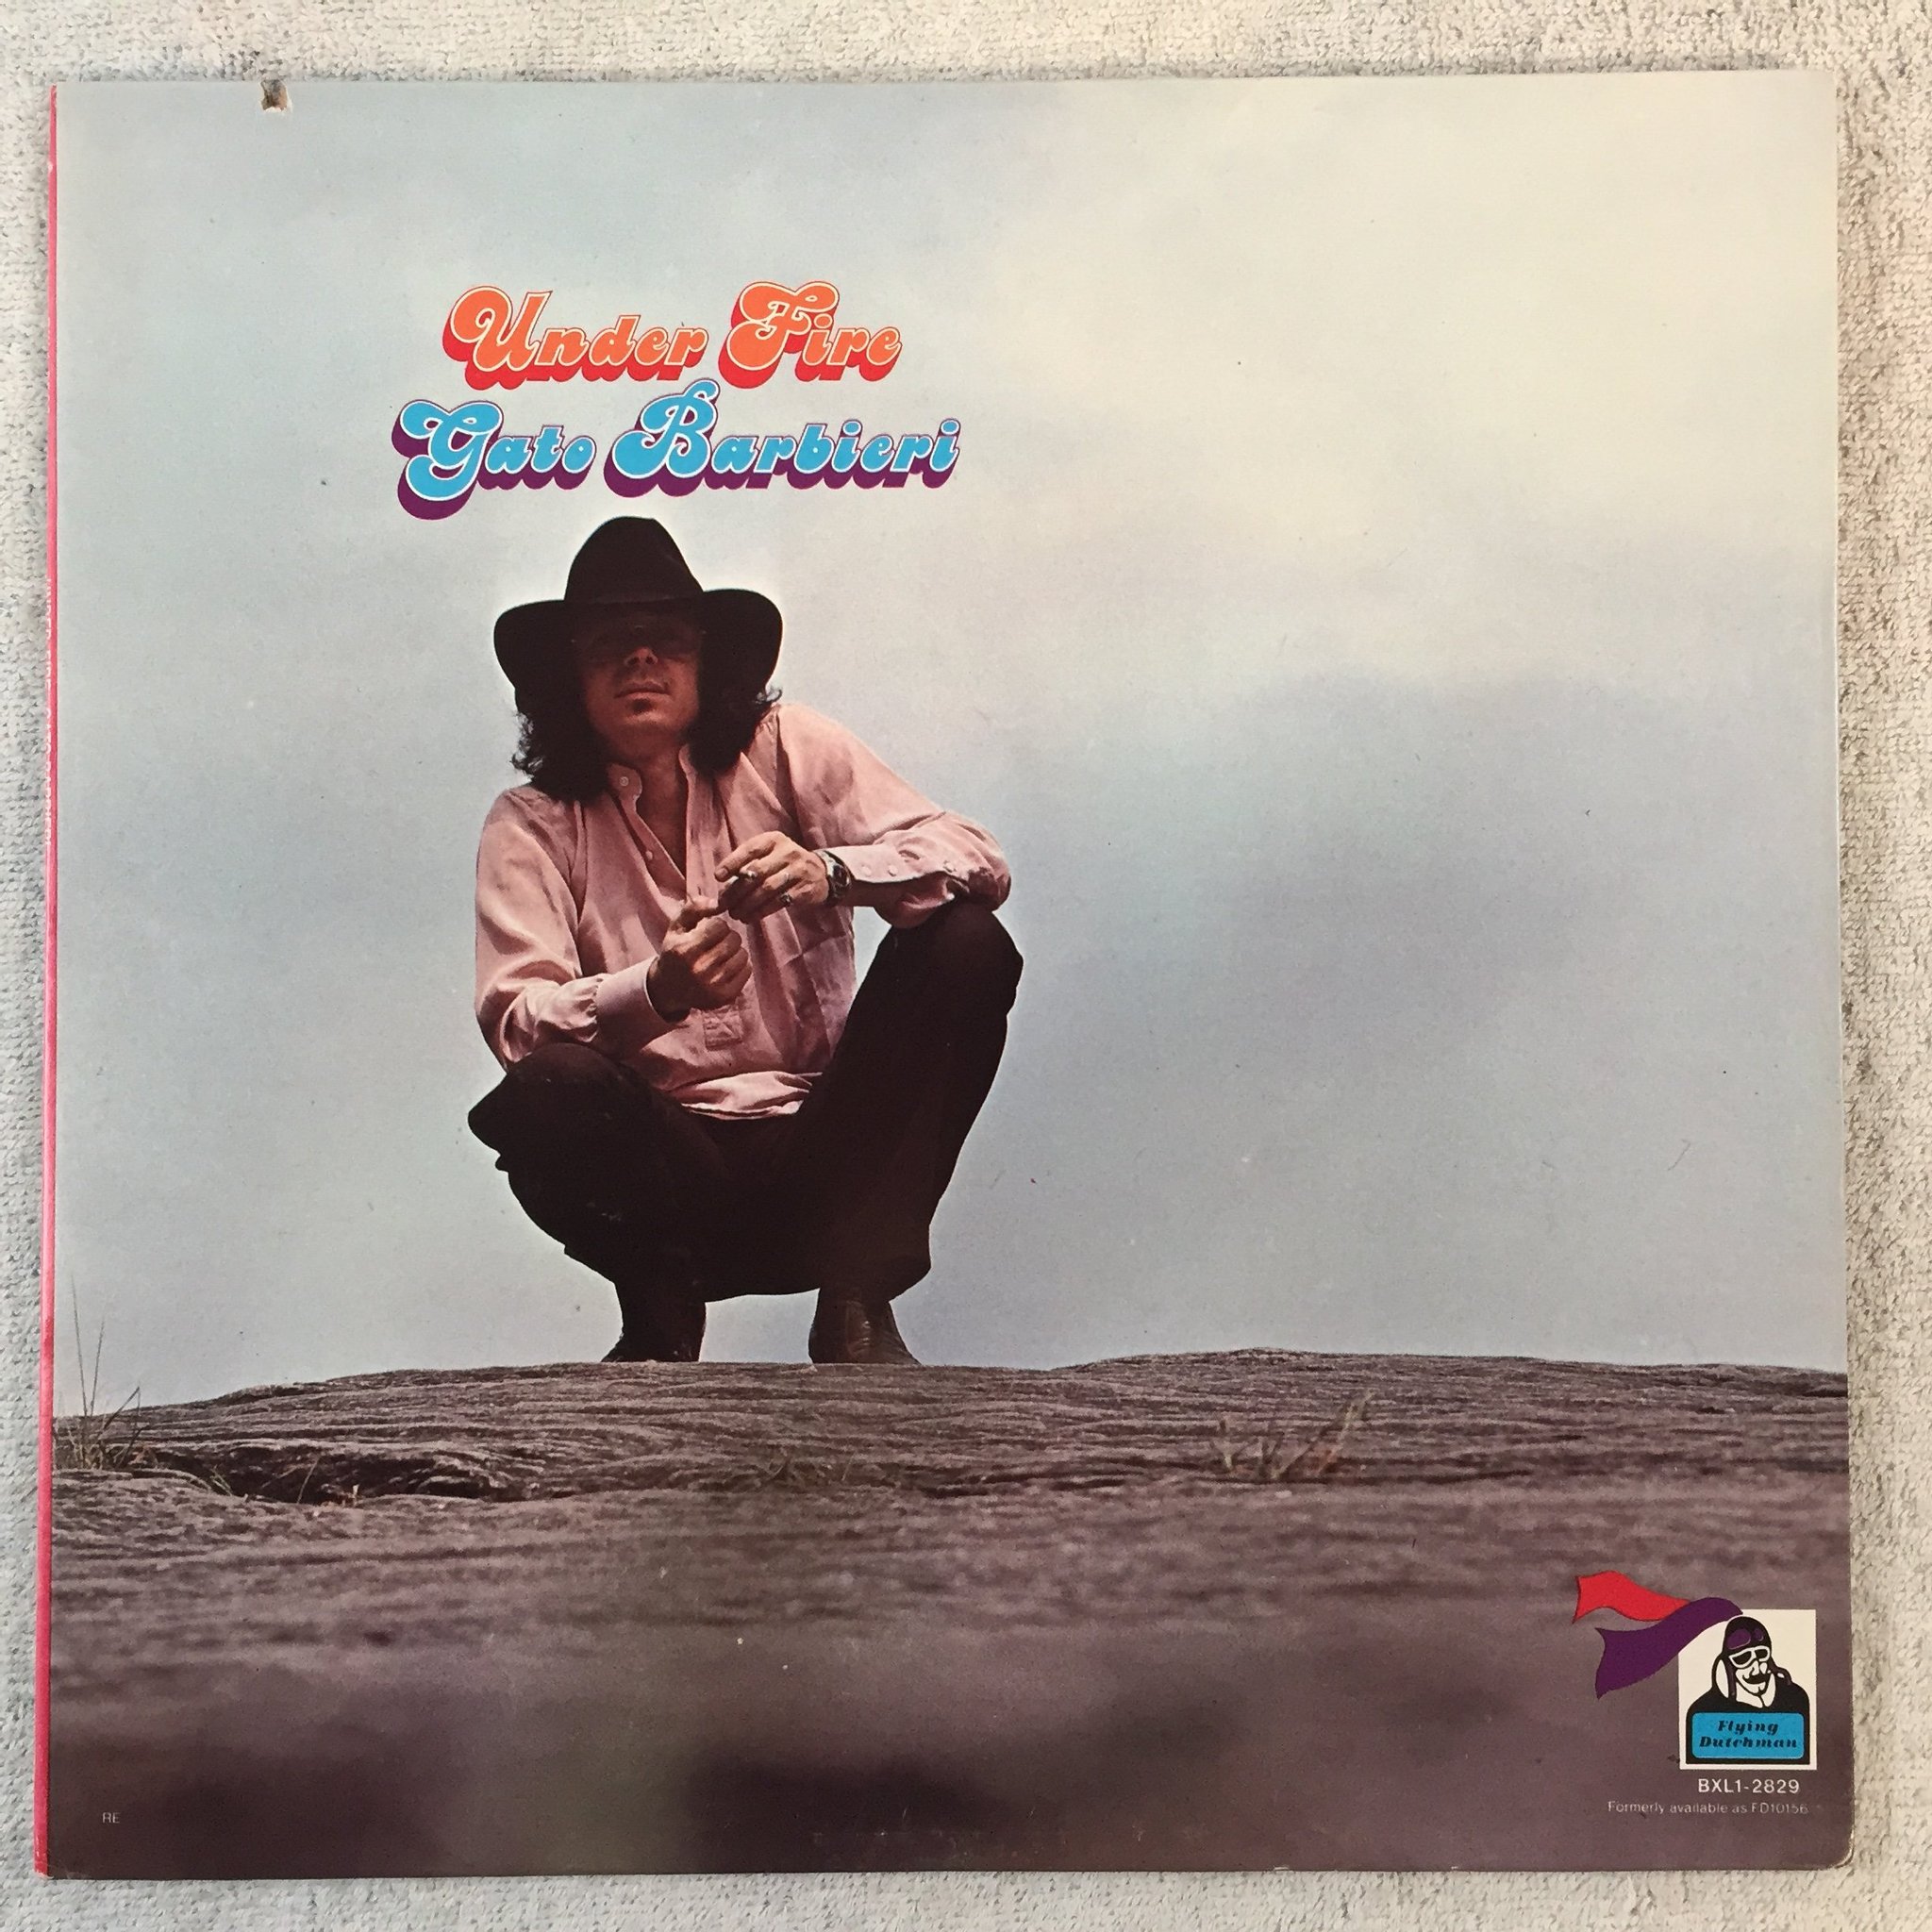 Under Fire
Gato Barbieri
Flying
Dutchman
BXL1-2829
Formerly available as FD10156
RE